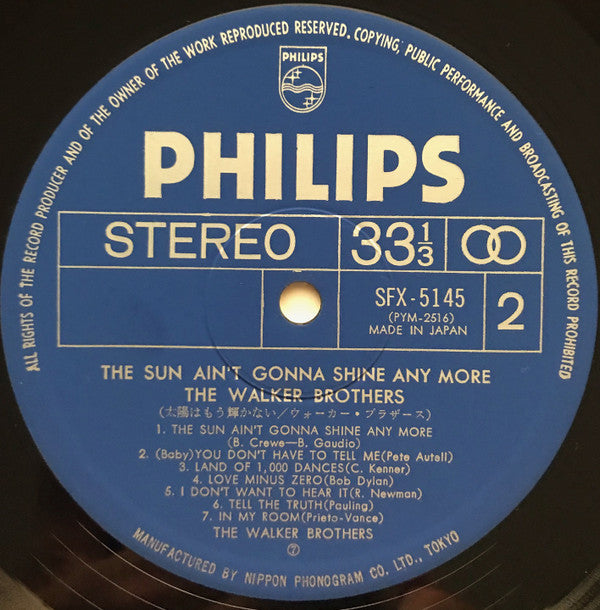 ALL RIGHTS OF THE RECORD PRODUCER AND OF THE OWNER OF THE WORK REPRODUCED RESERVED. COPYING, PUBLIC PERFORMANCE AND BROADCASTING OF THIS RECORD PROHIBITED
PHILIPS
PHILIPS
STEREO 33⅓
SFX-5145 2
(PYM-2516)
MADE IN JAPAN
THE SUN AIN'T GONNA SHINE ANY MORE
THE WALKER BROTHERS
(太陽はもう輝かない/ウォーカー・ブラザース)
1. THE SUN AIN'T GONNA SHINE ANY MORE
(B. Crewe—B. Gaudio)
2. (Baby)YOU DON'T HAVE TO TELL ME(Pete Autell)
3. LAND OF 1,000 DANCES(C. Kenner)
4. LOVE MINUS ZERO(Bob Dylan)
5. I DON'T WANT TO HEAR IT(R. Newman)
6. TELL THE TRUTH(Pauling)
7. IN MY ROOM(Prieto-Vance)
THE WALKER BROTHERS
MANUFACTURED BY NIPPON PHONOGRAM CO. LTD., TOKYO